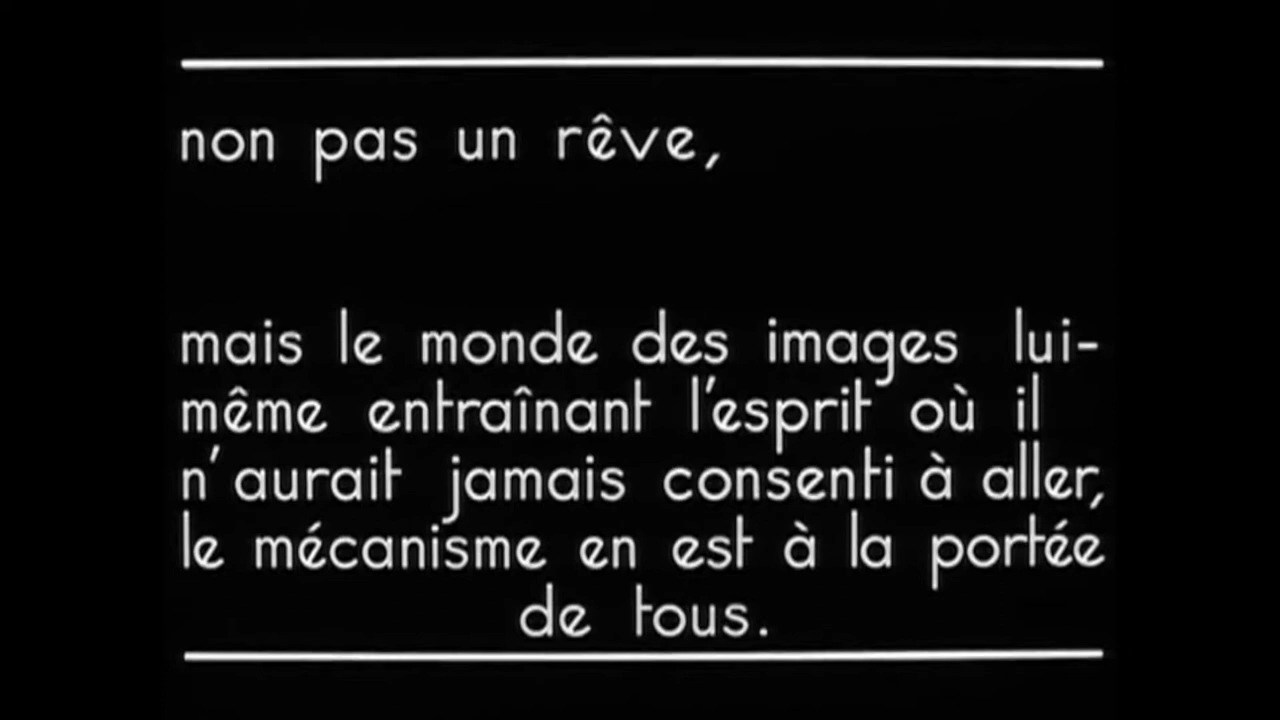 non pas un rêve,
mais le monde des images lui-
même entraînant l'esprit où il
n'aurait jamais consenti à aller,
le mécanisme en est à la portée
de tous.